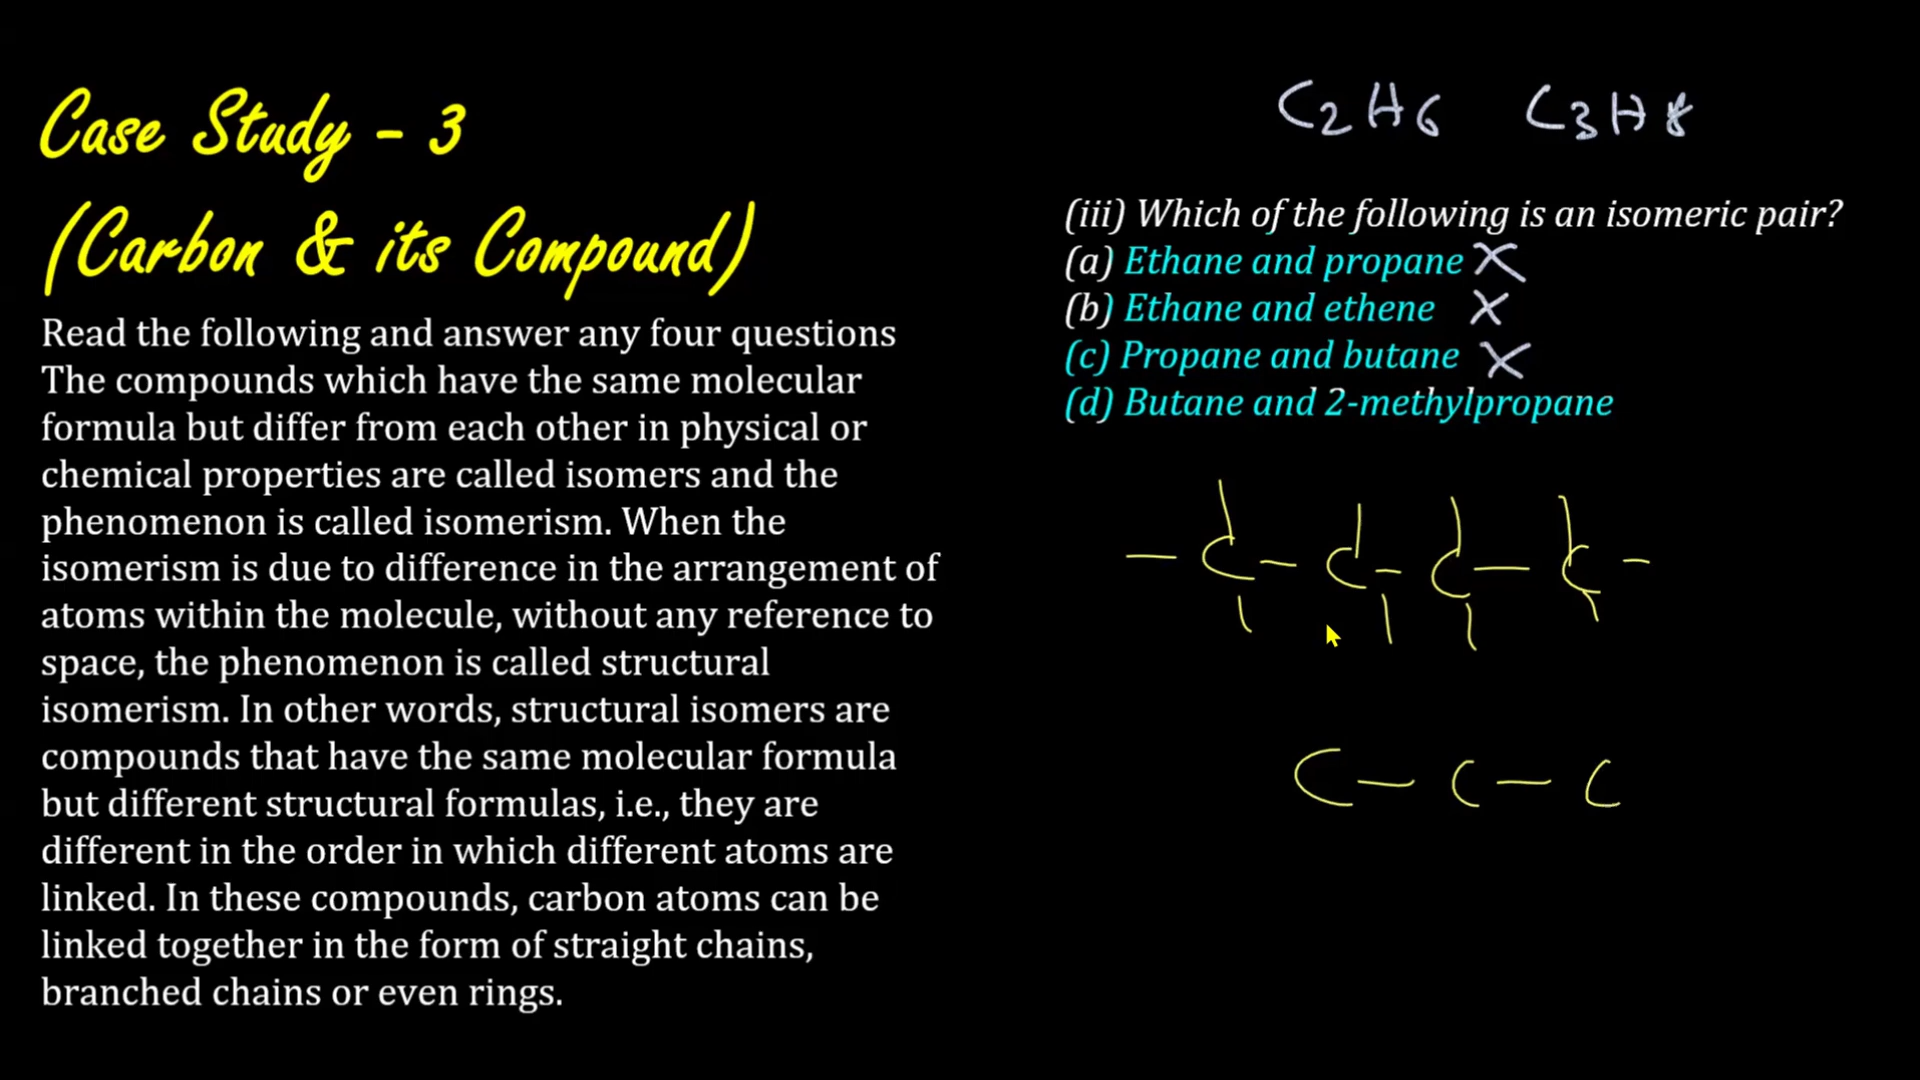 Case Study - 3
(Carbon & its Compound)
Read the following and answer any four questions
The compounds which have the same molecular
formula but differ from each other in physical or
chemical properties are called isomers and the
phenomenon is called isomerism. When the
isomerism is due to difference in the arrangement of
atoms within the molecule, without any reference to
space, the phenomenon is called structural
isomerism. In other words, structural isomers are
compounds that have the same molecular formula
but different structural formulas, i.e., they are
different in the order in which different atoms are
linked. In these compounds, carbon atoms can be
linked together in the form of straight chains,
branched chains or even rings.
C2H6 C3H8
(iii) Which of the following is an isomeric pair?
(a) Ethane and propane X
(b) Ethane and ethene X
(c) Propane and butane X
(d) Butane and 2-methylpropane
- C - C - C - C -
C - C - C